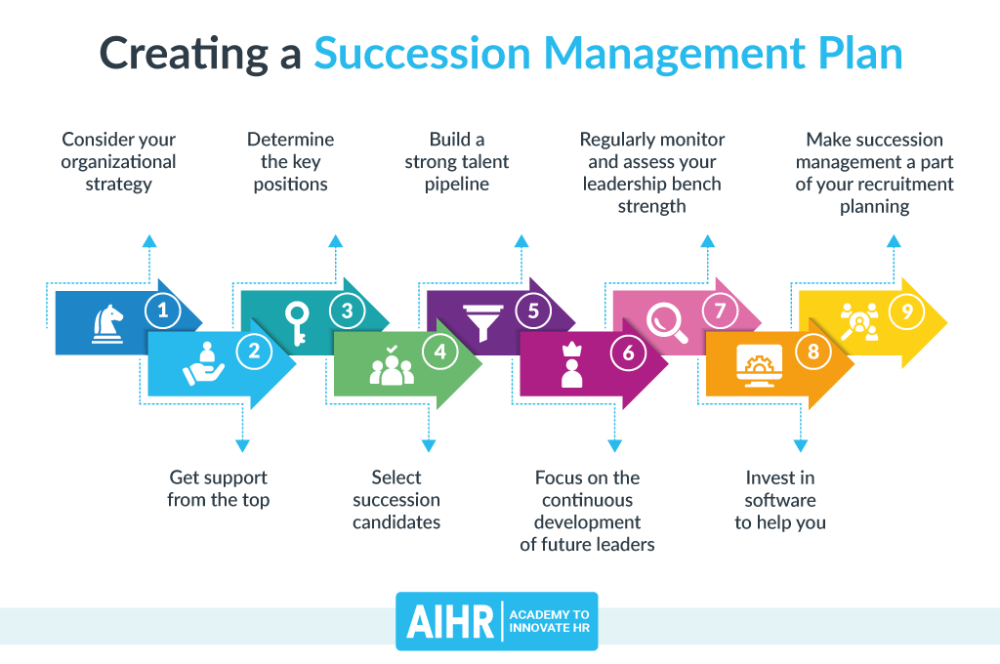 Creating a Succession Management Plan
Consider your
organizational
strategy
Determine
the key
positions
Build a
strong talent
pipeline
Regularly monitor
and assess your
leadership bench
strength
Make succession
management a part
of your recruitment
planning
1
2
3
4
5
6
7
8
9
Get support
from the top
Select
succession
candidates
Focus on the
continuous
development
of future leaders
Invest in
software
to help you
AIHR
ACADEMY TO
INNOVATE HR